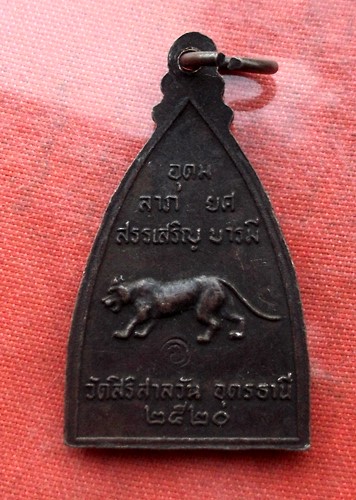 อุดม
ลาภ ยศ
สรรเสริญ บารมี
วัดสิริสาลวัน อุดรธานี
๒๕๒๐